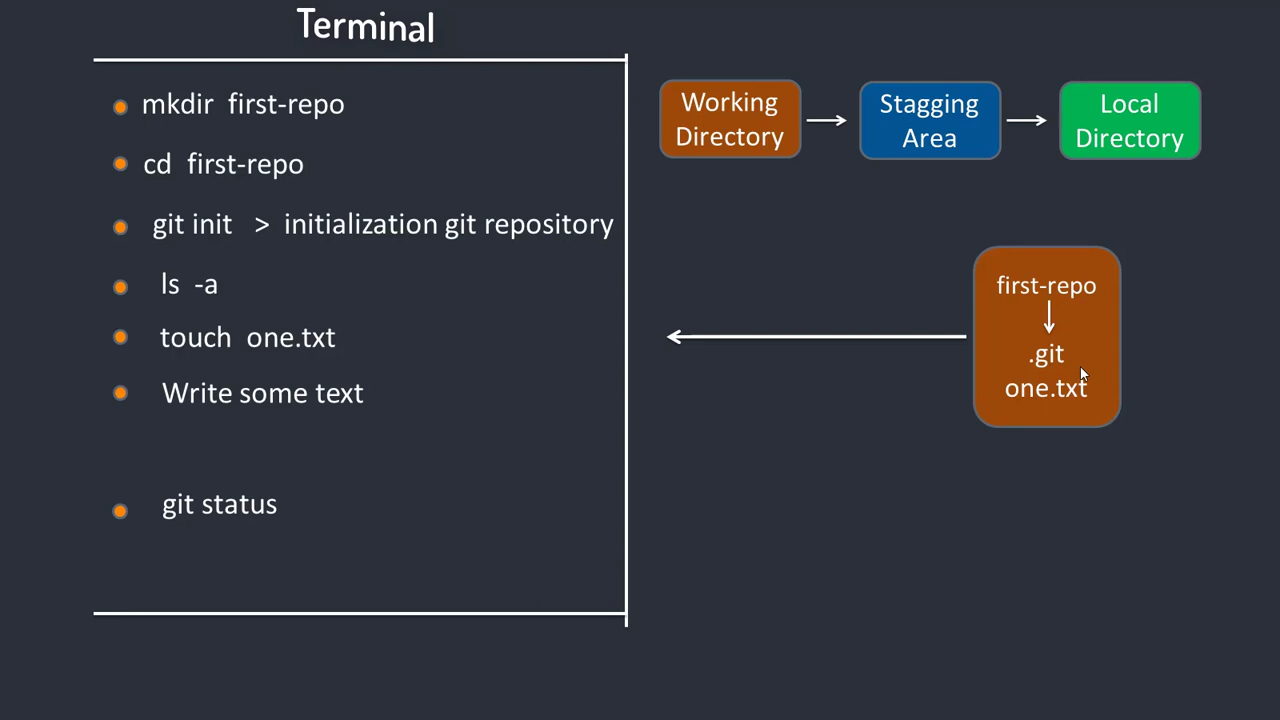 Terminal
mkdir first-repo
cd first-repo
git init > initialization git repository
ls -a
touch one.txt
Write some text
git status
Working
Directory
Stagging
Area
Local
Directory
first-repo
.git
one.txt